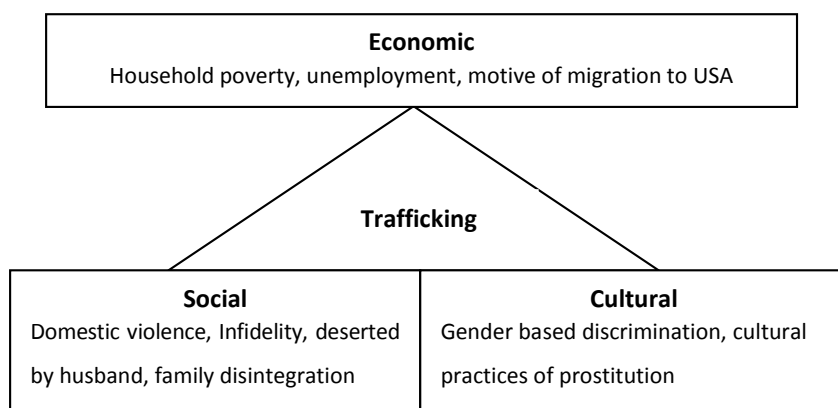 Economic
Household poverty, unemployment, motive of migration to USA
Trafficking
Social
Domestic violence, Infidelity, deserted
by husband, family disintegration
Cultural
Gender based discrimination, cultural
practices of prostitution